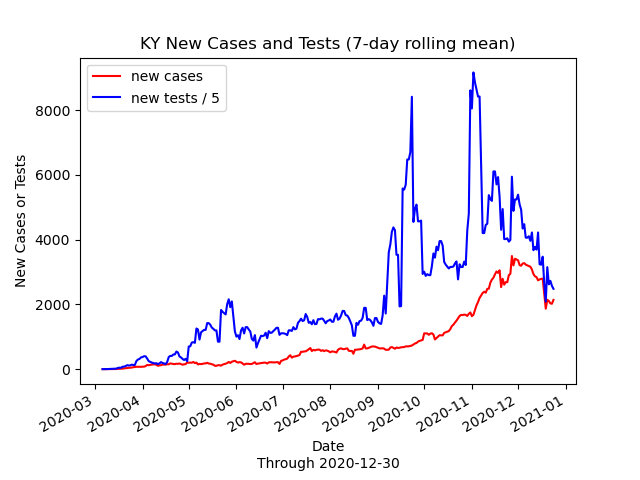 KY New Cases and Tests (7-day rolling mean)
new cases
new tests / 5
New Cases or Tests
8000
6000
4000
2000
0
2020-03
2020-04
2020-05
2020-06
2020-07
2020-08
2020-09
2020-10
2020-11
2020-12
2021-01
Date
Through 2020-12-30